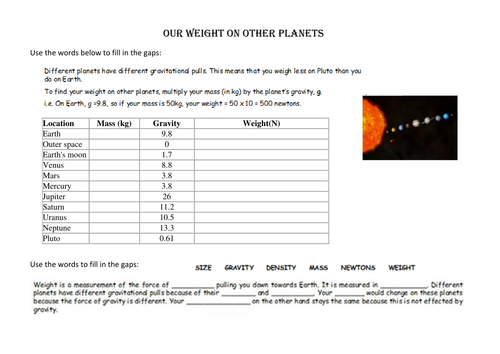 OUR WEIGHT ON OTHER PLANETS
Use the words below to fill in the gaps:
Different planets have different gravitational pulls. This means that you weigh less on Pluto than you
do on Earth.
To find your weight on other planets, multiply your mass (in kg) by the planet's gravity, g.
i.e. On Earth, g =9.8, so if your mass is 50kg, your weight = 50 x 10 = 500 newtons.
Location Mass (kg) Gravity Weight(N)
Earth 9.8
Outer space 0
Earth's moon 1.7
Venus 8.8
Mars 3.8
Mercury 3.8
Jupiter 26
Saturn 11.2
Uranus 10.5
Neptune 13.3
Pluto 0.61
Use the words to fill in the gaps: SIZE GRAVITY DENSITY MASS NEWTONS WEIGHT
Weight is a measurement of the force of __________ pulling you down towards Earth. It is measured in ___________. Different
planets have different gravitational pulls because of their ________ and __________. Your _______ would change on these planets
because the force of gravity is different. Your ________________ on the other hand stays the same because this is not effected by
gravity.